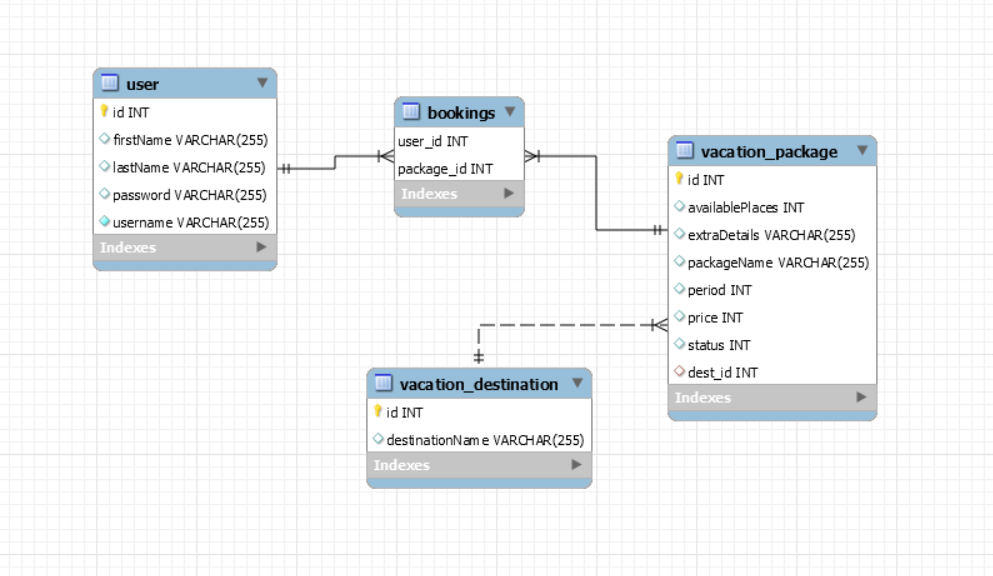 user
id INT
firstName VARCHAR(255)
lastName VARCHAR(255)
password VARCHAR(255)
username VARCHAR(255)
Indexes
bookings
user_id INT
package_id INT
Indexes
vacation_package
id INT
availablePlaces INT
extraDetails VARCHAR(255)
packageName VARCHAR(255)
period INT
price INT
status INT
dest_id INT
Indexes
vacation_destination
id INT
destinationName VARCHAR(255)
Indexes